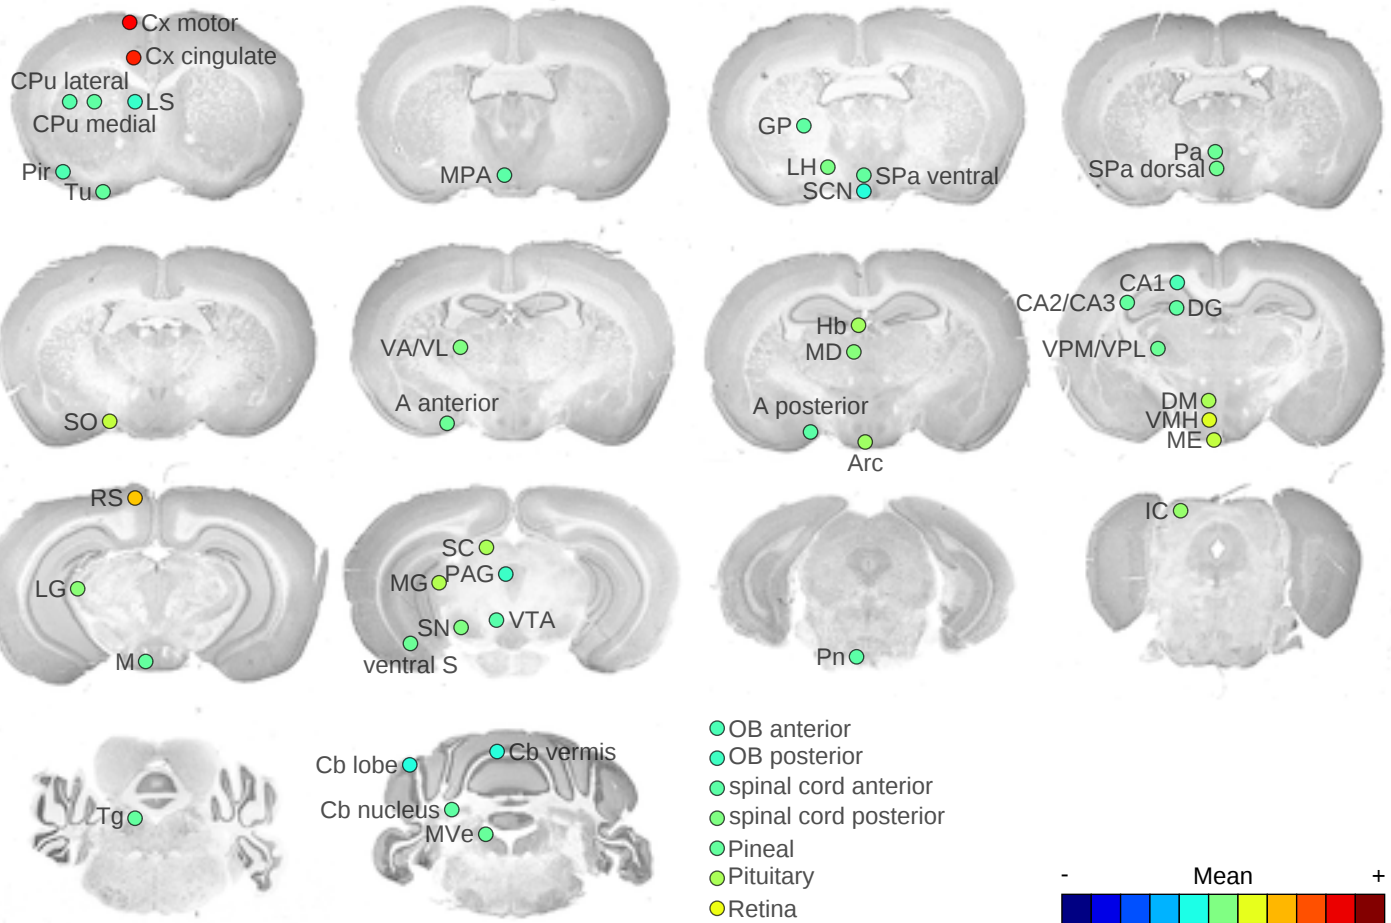 Cx motor
Cx cingulate
CPu lateral
LS
CPu medial
Pir
Tu
MPA
GP
LH
SPa ventral
SCN
Pa
SPa dorsal
SO
VA/VL
A anterior
Hb
MD
A posterior
Arc
CA1
CA2/CA3
DG
VPM/VPL
DM
VMH
ME
RS
LG
M
SC
MG
PAG
SN
VTA
ventral S
Pn
IC
Tg
Cb lobe
Cb vermis
Cb nucleus
MVe
OB anterior
OB posterior
spinal cord anterior
spinal cord posterior
Pineal
Pituitary
Retina
- Mean +